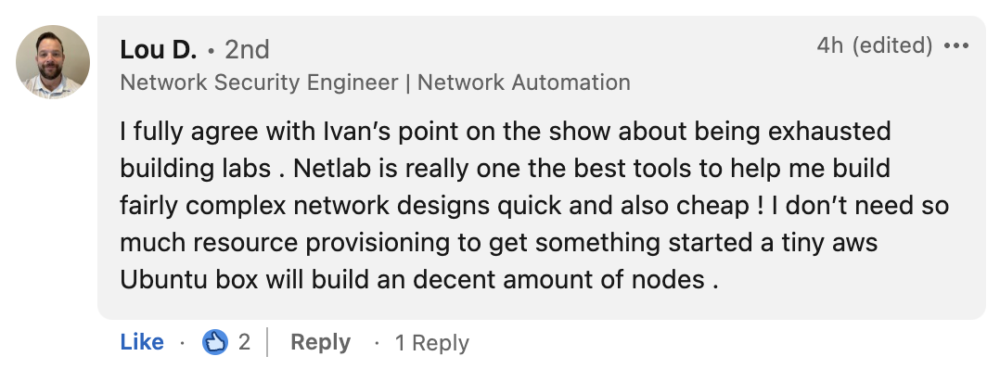 Lou D. • 2nd
4h (edited) •••
Network Security Engineer | Network Automation
I fully agree with Ivan’s point on the show about being exhausted
building labs . Netlab is really one the best tools to help me build
fairly complex network designs quick and also cheap ! I don’t need so
much resource provisioning to get something started a tiny aws
Ubuntu box will build an decent amount of nodes .
Like · 2 | Reply · 1 Reply